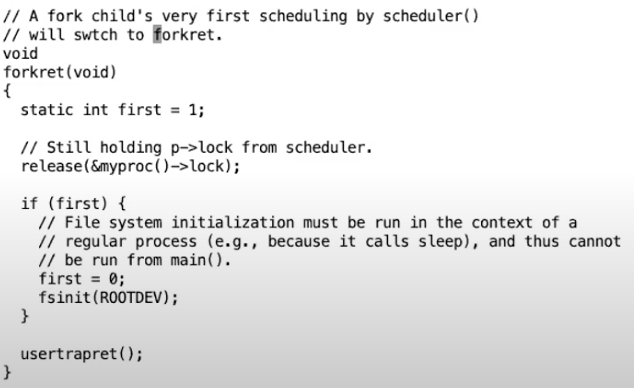 // A fork child's very first scheduling by scheduler()
// will swtch to forkret.
void
forkret(void)
{
  static int first = 1;

  // Still holding p->lock from scheduler.
  release(&myproc()->lock);

  if (first) {
    // File system initialization must be run in the context of a
    // regular process (e.g., because it calls sleep), and thus cannot
    // be run from main().
    first = 0;
    fsinit(ROOTDEV);
  }

  usertrapret();
}